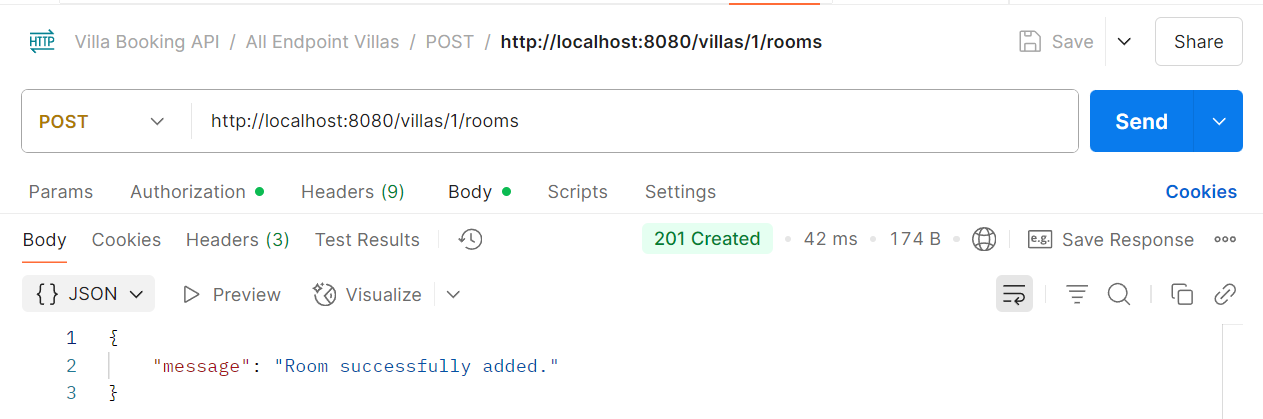 HTTP Villa Booking API / All Endpoint Villas / POST / http://localhost:8080/villas/1/rooms Save Share
POST http://localhost:8080/villas/1/rooms Send
Params Authorization Headers (9) Body Scripts Settings Cookies
Body Cookies Headers (3) Test Results 201 Created 42 ms 174 B e.g. Save Response
{} JSON Preview Visualize
1 {
2 "message": "Room successfully added."
3 }